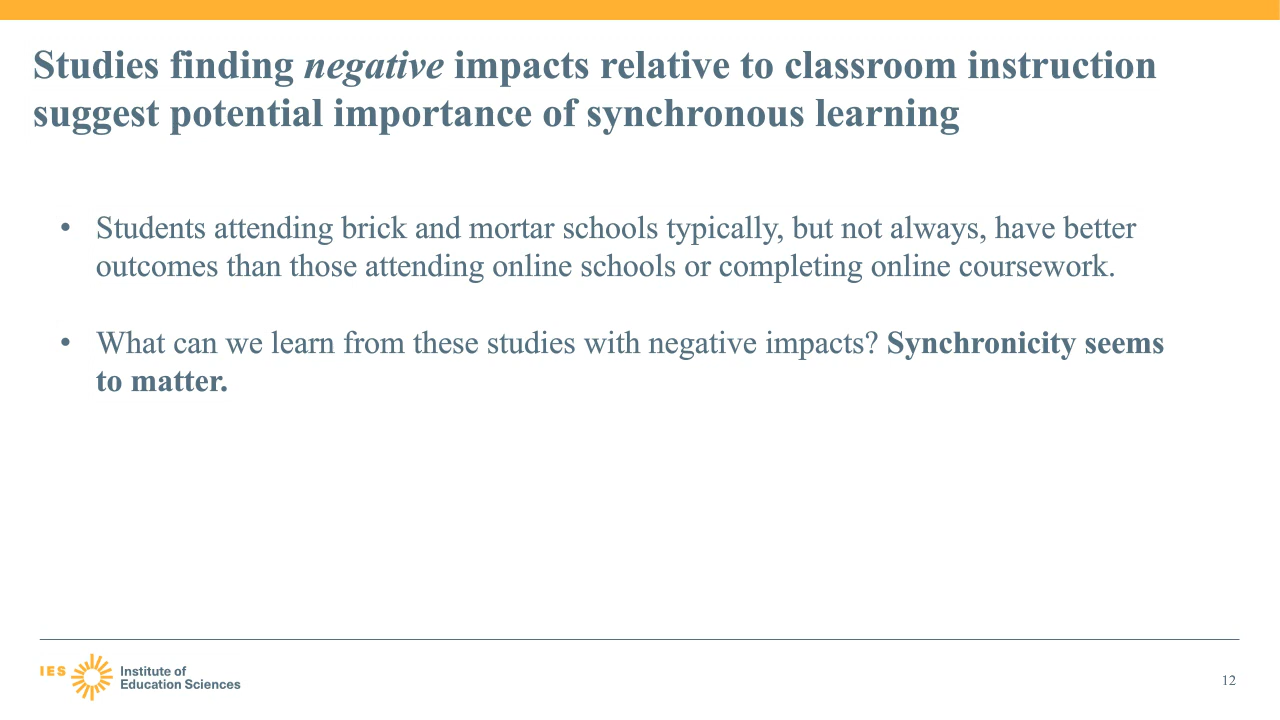 Studies finding negative impacts relative to classroom instruction
suggest potential importance of synchronous learning
• Students attending brick and mortar schools typically, but not always, have better
outcomes than those attending online schools or completing online coursework.
• What can we learn from these studies with negative impacts? Synchronicity seems
to matter.
IES
Institute of
Education Sciences
12